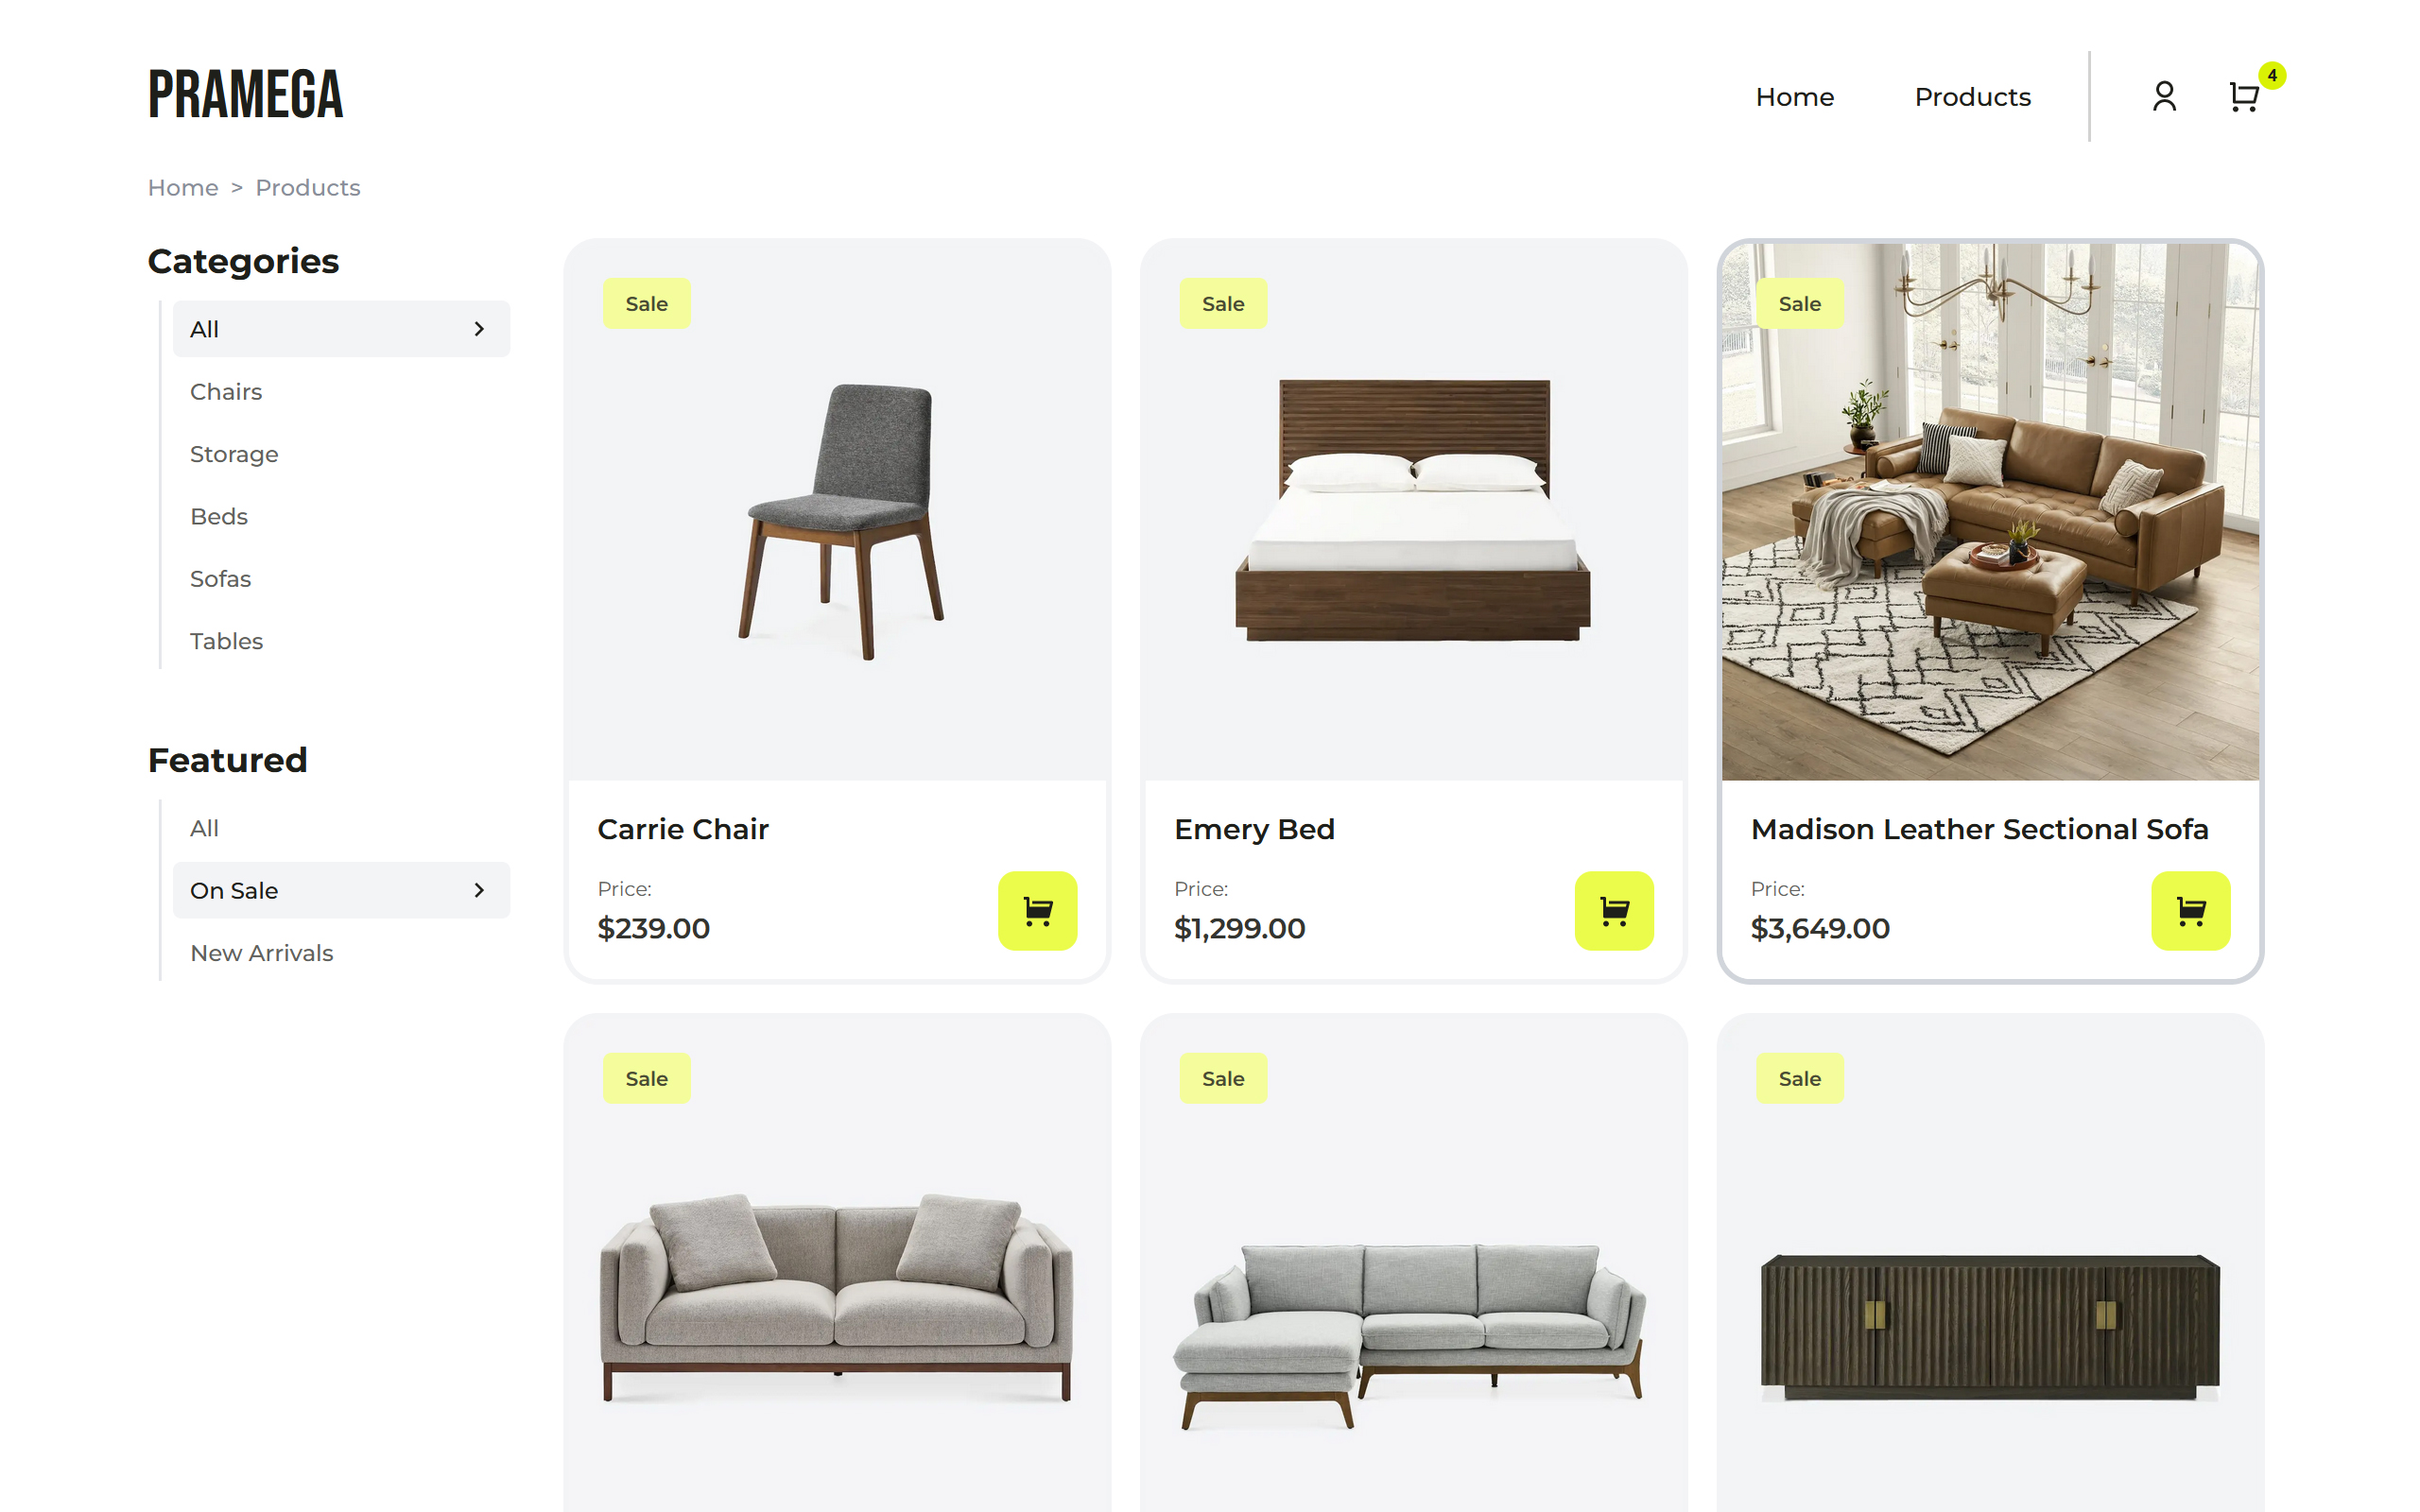 PRAMEGA
Home
Products
4
Home > Products
Categories
All
Chairs
Storage
Beds
Sofas
Tables
Featured
All
On Sale
New Arrivals
Sale
Carrie Chair
Price:
$239.00
Sale
Emery Bed
Price:
$1,299.00
Sale
Madison Leather Sectional Sofa
Price:
$3,649.00
Sale
Sale
Sale